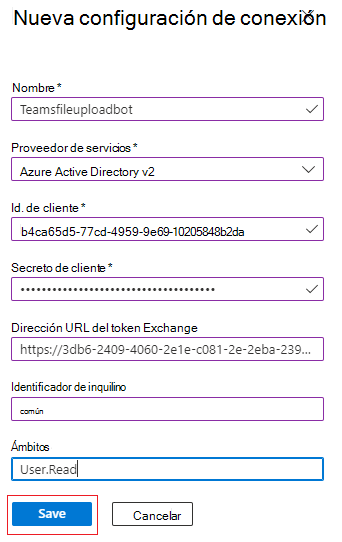 Nueva configuración de conexión
Nombre *
Teamsfileuploadbot
Proveedor de servicios *
Azure Active Directory v2
Id. de cliente *
b4ca65d5-77cd-4959-9e69-10205848b2da
Secreto de cliente *
••••••••••••••••••••••••••••••••••••
Dirección URL del token Exchange
https://3db6-2409-4060-2e1e-c081-2e-2eba-239...
Identificador de inquilino
común
Ámbitos
User.Read
Save
Cancelar